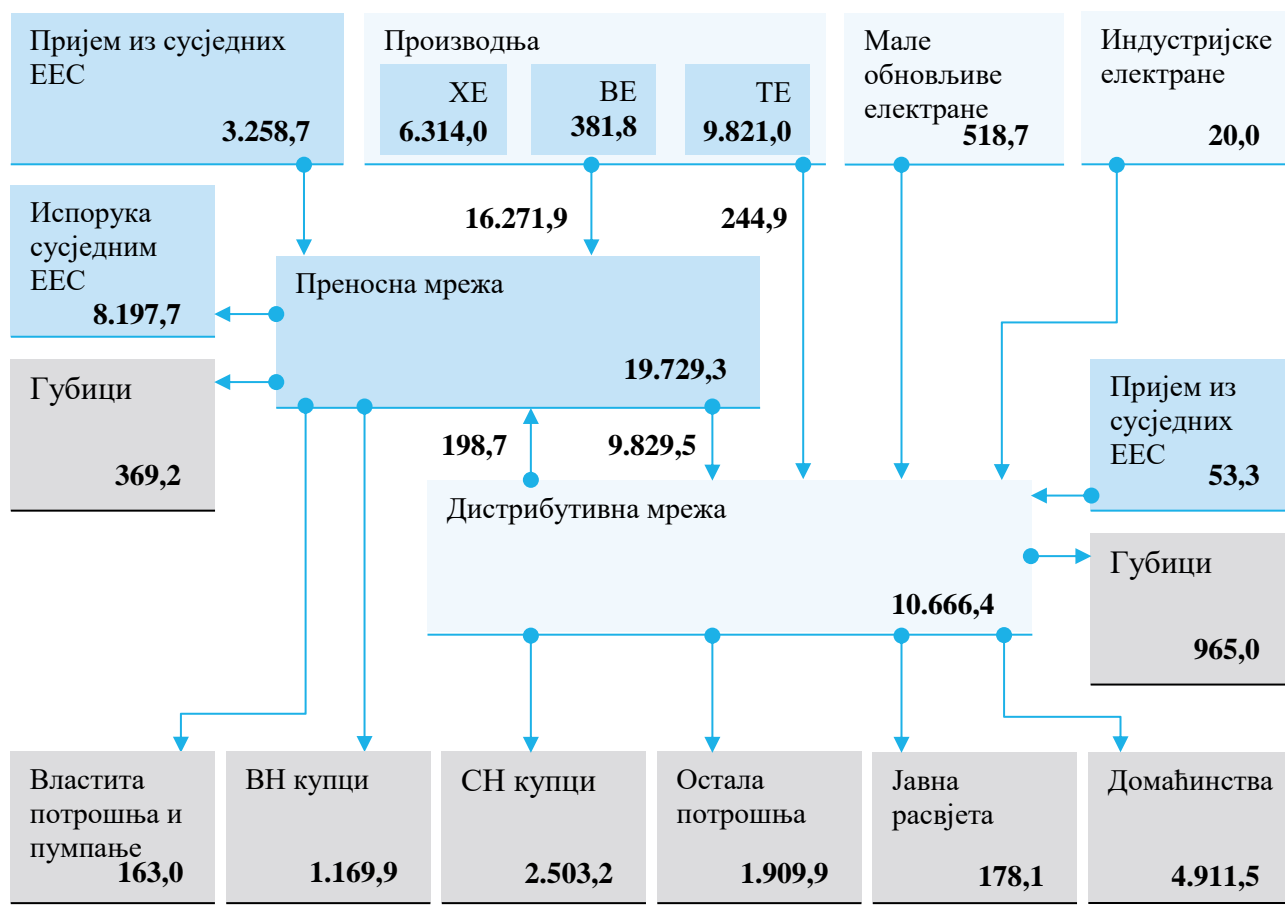 Пријем из сусједних
ЕЕС
3.258,7
Производња
ХЕ
6.314,0
ВЕ
381,8
ТЕ
9.821,0
Мале
обновљиве
електране
518,7
Индустријске
електране
20,0
16.271,9
244,9
Испорука
сусједним
ЕЕС
8.197,7
Преносна мрежа
19.729,3
Губици
369,2
198,7
9.829,5
Пријем из
сусједних
ЕЕС
53,3
Дистрибутивна мрежа
10.666,4
Губици
965,0
Властита
потрошња и
пумпање
163,0
ВН купци
1.169,9
СН купци
2.503,2
Остала
потрошња
1.909,9
Јавна
расвјета
178,1
Домаћинства
4.911,5